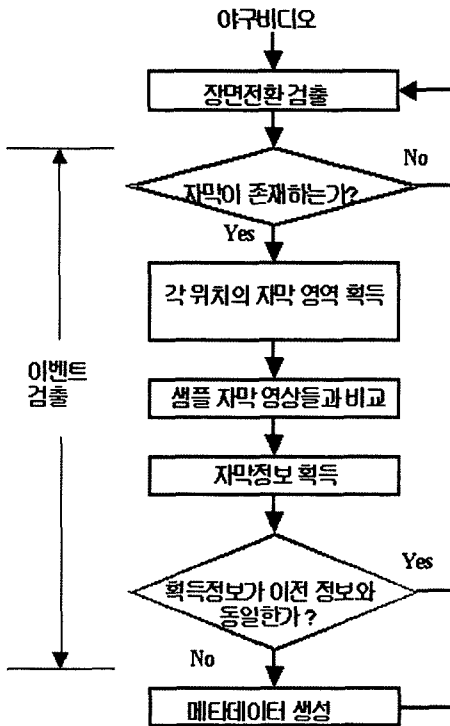 야구비디오
장면전환 검출
No
자막이 존재하는가?
Yes
각 위치의 자막 영역 획득
이벤트
검출
샘플 자막 영상들과 비교
자막정보 획득
Yes
획득정보가 이전 정보와
동일한가 ?
No
메타데이터 생성